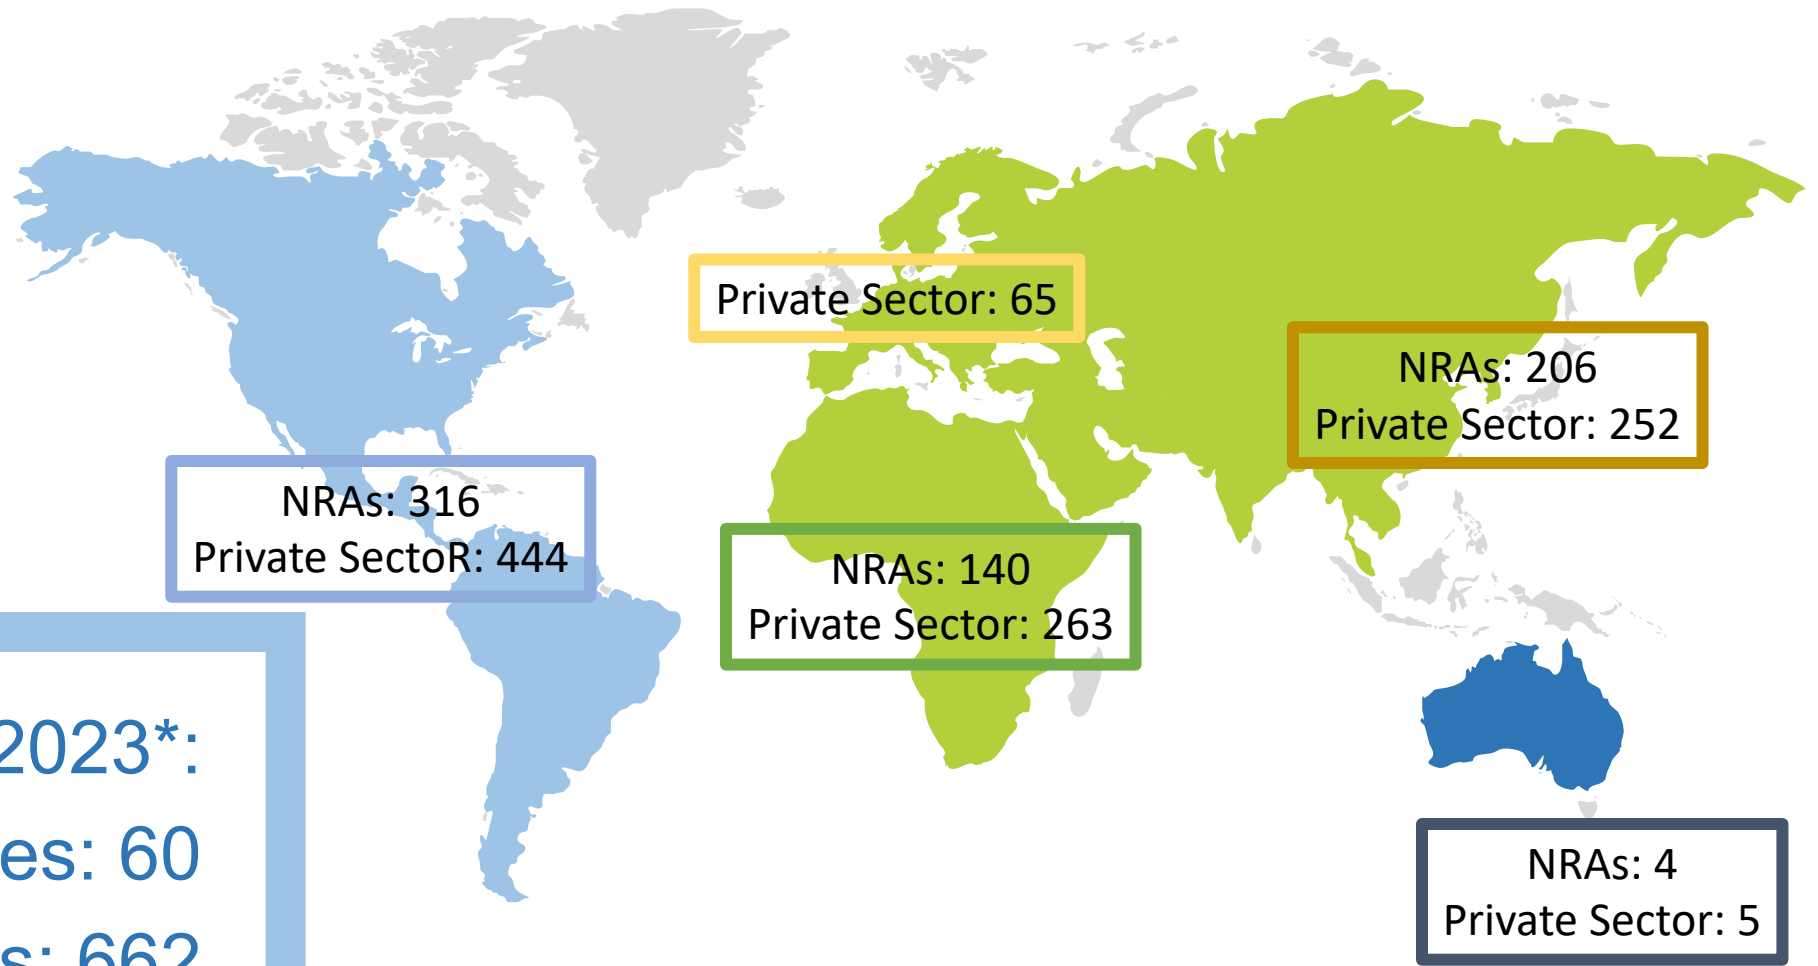 Private Sector: 65
NRAs: 206
Private Sector: 252
NRAs: 316
Private SectoR: 444
NRAs: 140
Private Sector: 263
2023*:
es: 60
s: 662
NRAs: 4
Private Sector: 5